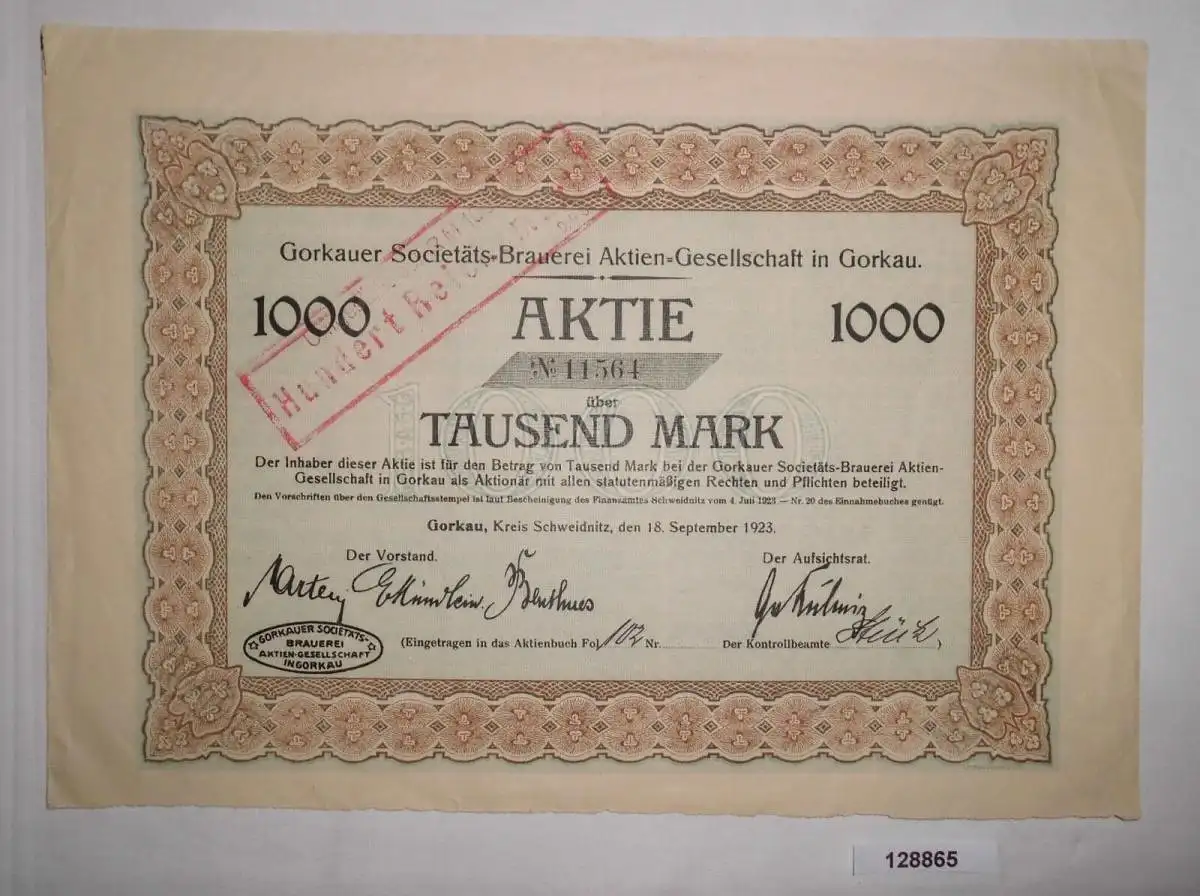 Gorkauer Societäts-Brauerei Aktien-Gesellschaft in Gorkau.
1000 AKTIE 1000
№ 11564
über
1000
TAUSEND MARK
Hundert
Der Inhaber dieser Aktie ist für den Betrag von Tausend Mark bei der Gorkauer Societäts-Brauerei Aktien-
Gesellschaft in Gorkau als Aktionär mit allen statutenmäßigen Rechten und Pflichten beteiligt.
Den Vorschriften über den Gesellschaftsstempel ist laut Bescheinigung des Finanzamtes Schweidnitz vom 4. Juli 1923 — Nr. 20 des Einnahmebuches genügt.
Gorkau, Kreis Schweidnitz, den 18. September 1923.
Der Vorstand. Der Aufsichtsrat.
GORKAUER SOCIETÄTS-
BRAUEREI
AKTIEN-GESELLSCHAFT
IN GORKAU
(Eingetragen in das Aktienbuch Fol. 102 Nr. Der Kontrollbeamte )
128865